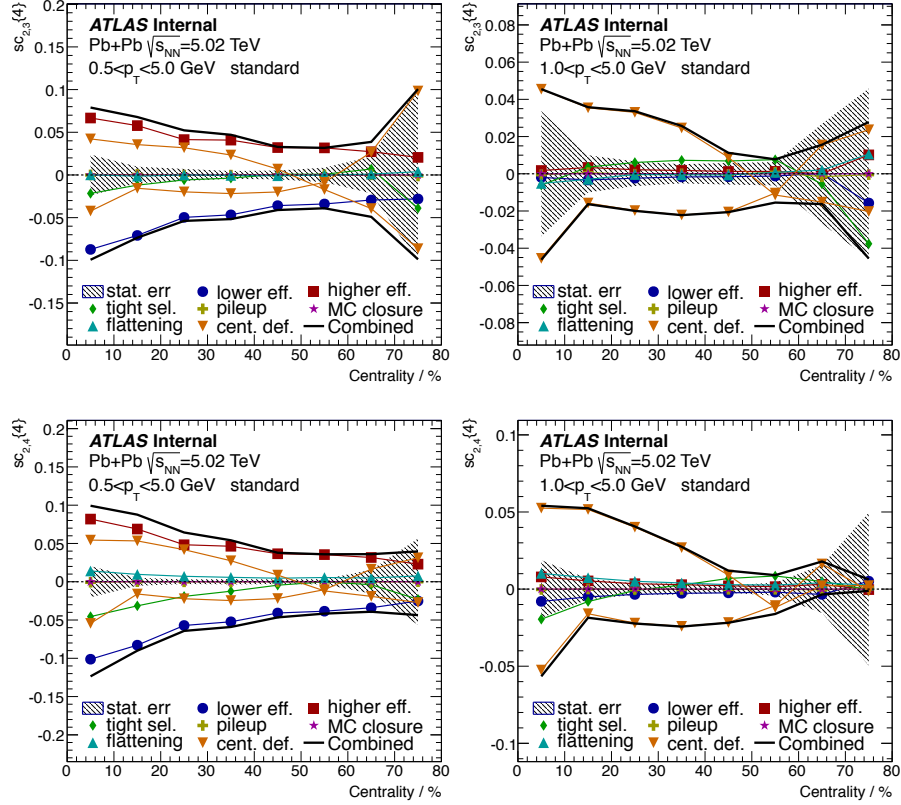 sc2,3{4}
ATLAS Internal
Pb+Pb √sNN=5.02 TeV
0.5<pT<5.0 GeV standard
0.2
0.15
0.1
0.05
0
-0.05
-0.1
-0.15
stat. err lower eff. higher eff.
tight sel. pileup MC closure
flattening cent. def. Combined
0 10 20 30 40 50 60 70 80
Centrality / %
sc2,3{4}
ATLAS Internal
Pb+Pb √sNN=5.02 TeV
1.0<pT<5.0 GeV standard
0.08
0.06
0.04
0.02
0
-0.02
-0.04
-0.06
-0.08
stat. err lower eff. higher eff.
tight sel. pileup MC closure
flattening cent. def. Combined
0 10 20 30 40 50 60 70 80
Centrality / %
sc2,4{4}
ATLAS Internal
Pb+Pb √sNN=5.02 TeV
0.5<pT<5.0 GeV standard
0.2
0.15
0.1
0.05
0
-0.05
-0.1
-0.15
-0.2
stat. err lower eff. higher eff.
tight sel. pileup MC closure
flattening cent. def. Combined
0 10 20 30 40 50 60 70 80
Centrality / %
sc2,4{4}
ATLAS Internal
Pb+Pb √sNN=5.02 TeV
1.0<pT<5.0 GeV standard
0.1
0.05
0
-0.05
-0.1
stat. err lower eff. higher eff.
tight sel. pileup MC closure
flattening cent. def. Combined
0 10 20 30 40 50 60 70 80
Centrality / %